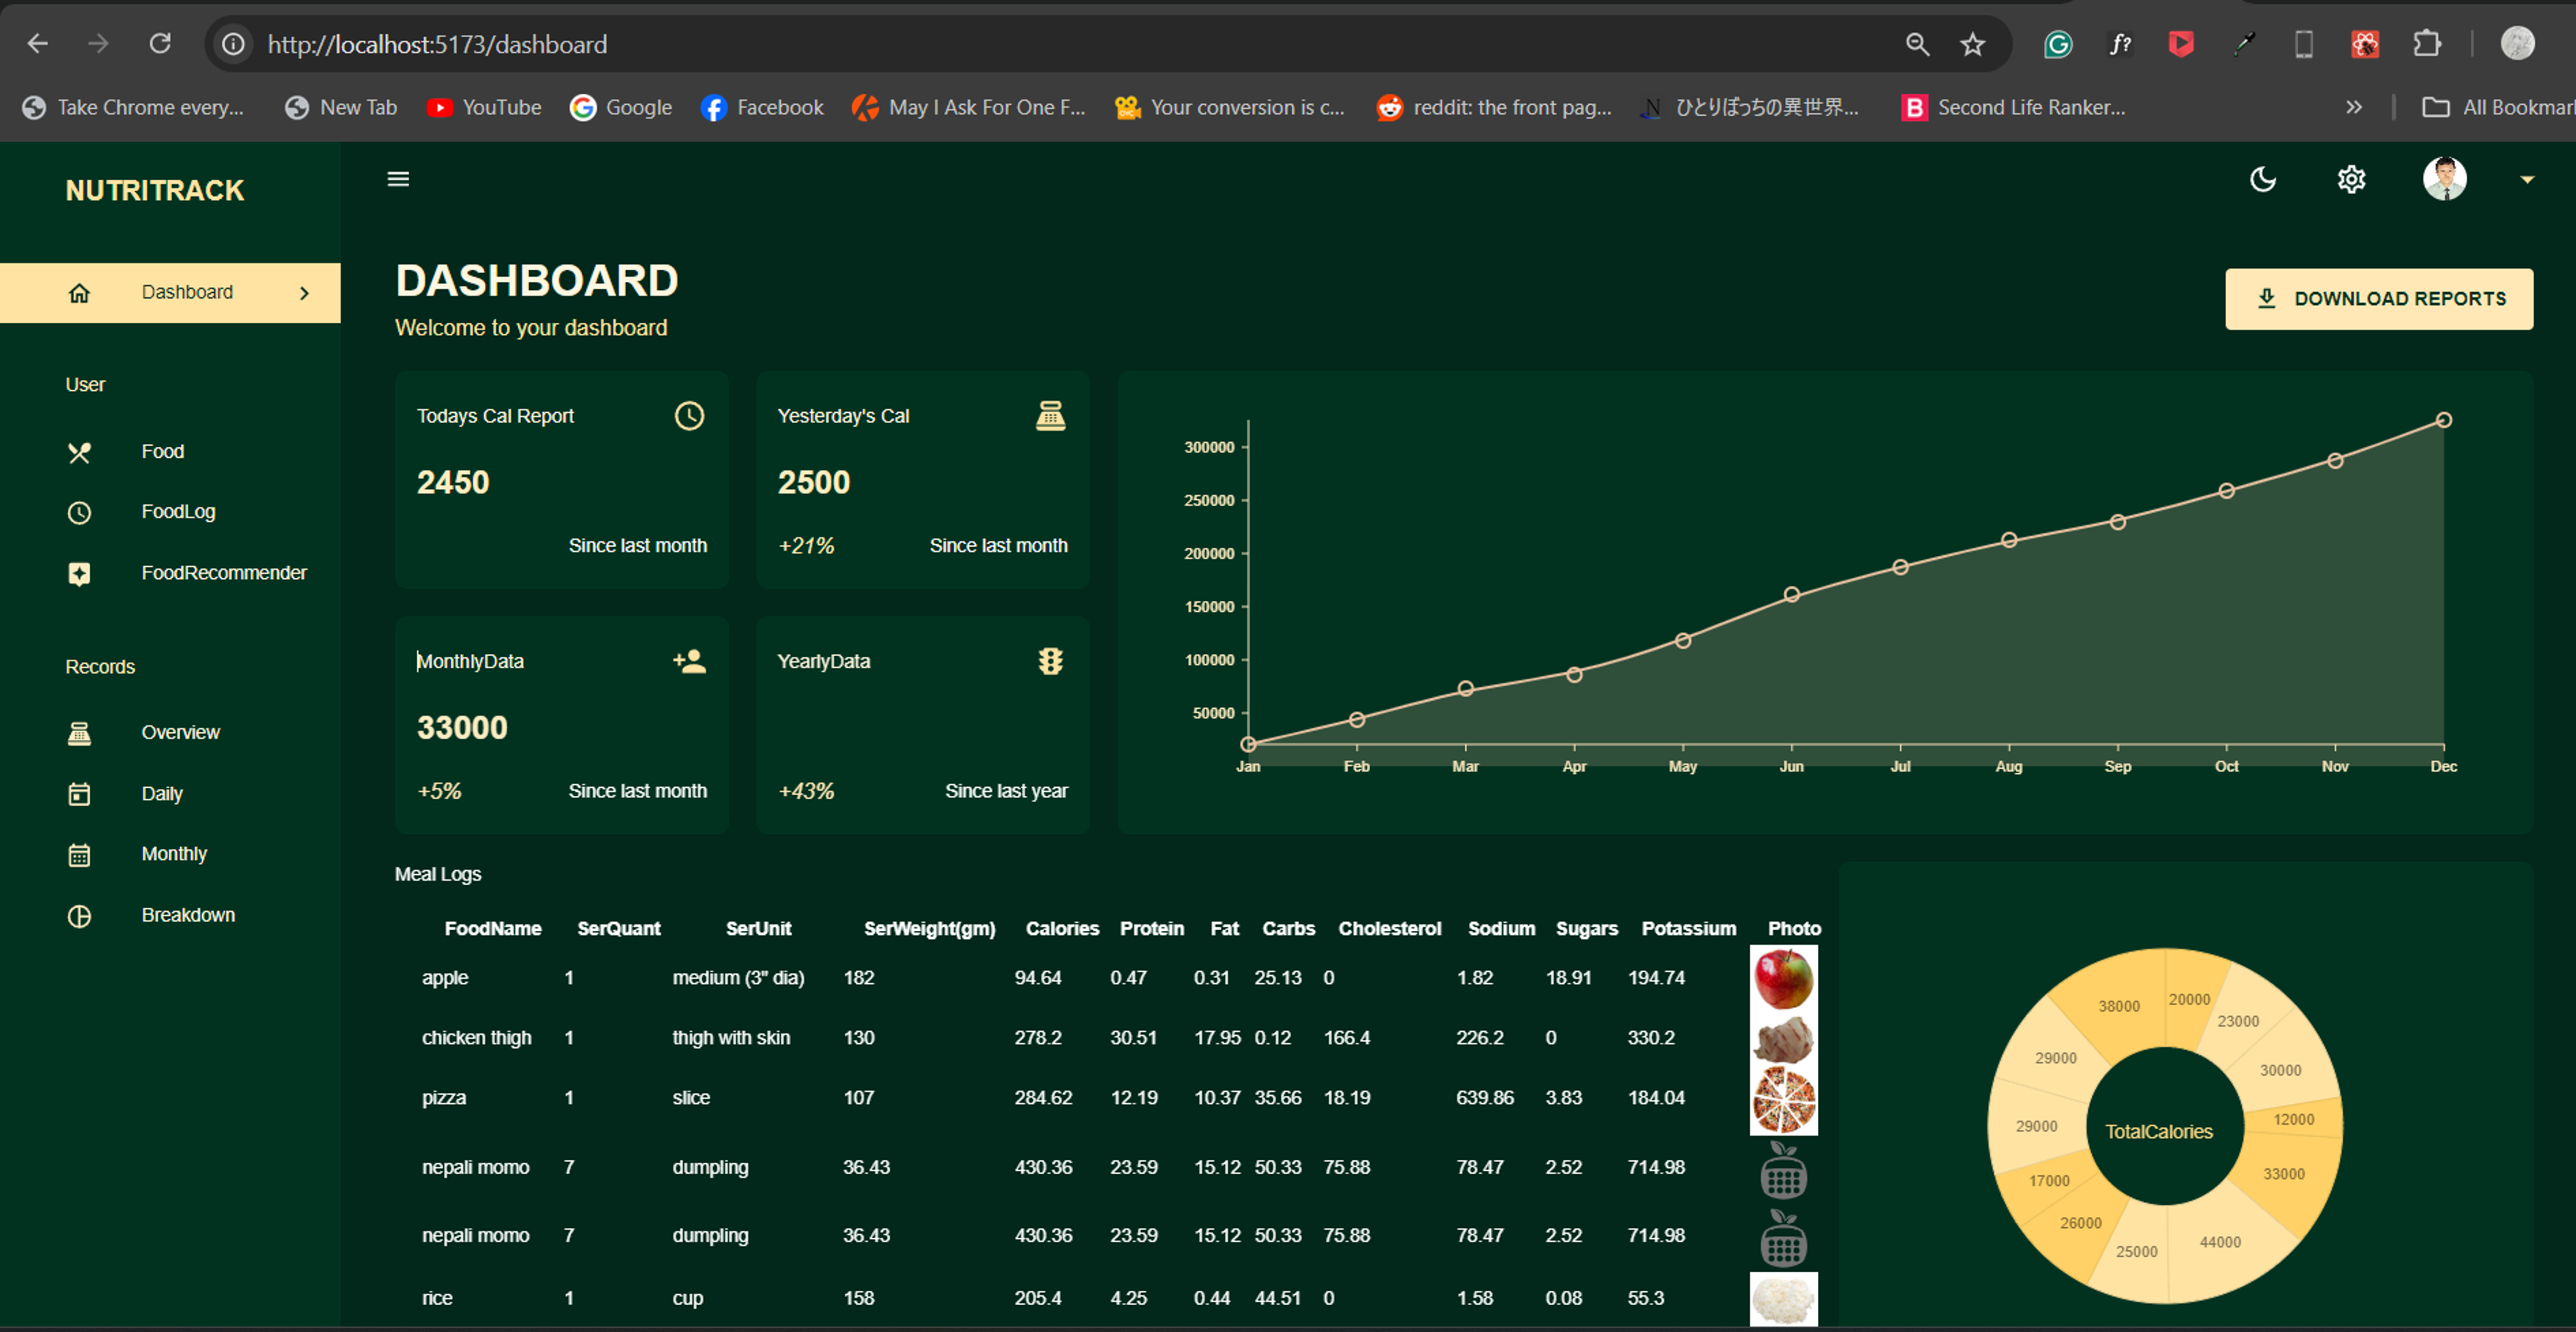 http://localhost:5173/dashboard
Take Chrome every...
New Tab
YouTube
Google
Facebook
May I Ask For One F...
Your conversion is c...
reddit: the front pag...
ひとりぼっちの異世界...
Second Life Ranker...
»
All Bookmar
NUTRITRACK
Dashboard
User
Food
FoodLog
FoodRecommender
Records
Overview
Daily
Monthly
Breakdown
DASHBOARD
Welcome to your dashboard
DOWNLOAD REPORTS
Todays Cal Report
2450
Since last month
Yesterday's Cal
2500
+21% Since last month
MonthlyData
33000
+5% Since last month
YearlyData
+43% Since last year
300000
250000
200000
150000
100000
50000
Jan Feb Mar Apr May Jun Jul Aug Sep Oct Nov Dec
Meal Logs
FoodName SerQuant SerUnit SerWeight(gm) Calories Protein Fat Carbs Cholesterol Sodium Sugars Potassium Photo
apple 1 medium (3" dia) 182 94.64 0.47 0.31 25.13 0 1.82 18.91 194.74
chicken thigh 1 thigh with skin 130 278.2 30.51 17.95 0.12 166.4 226.2 0 330.2
pizza 1 slice 107 284.62 12.19 10.37 35.66 18.19 639.86 3.83 184.04
nepali momo 7 dumpling 36.43 430.36 23.59 15.12 50.33 75.88 78.47 2.52 714.98
nepali momo 7 dumpling 36.43 430.36 23.59 15.12 50.33 75.88 78.47 2.52 714.98
rice 1 cup 158 205.4 4.25 0.44 44.51 0 1.58 0.08 55.3
20000
23000
30000
12000
33000
44000
25000
26000
17000
29000
29000
38000
TotalCalories